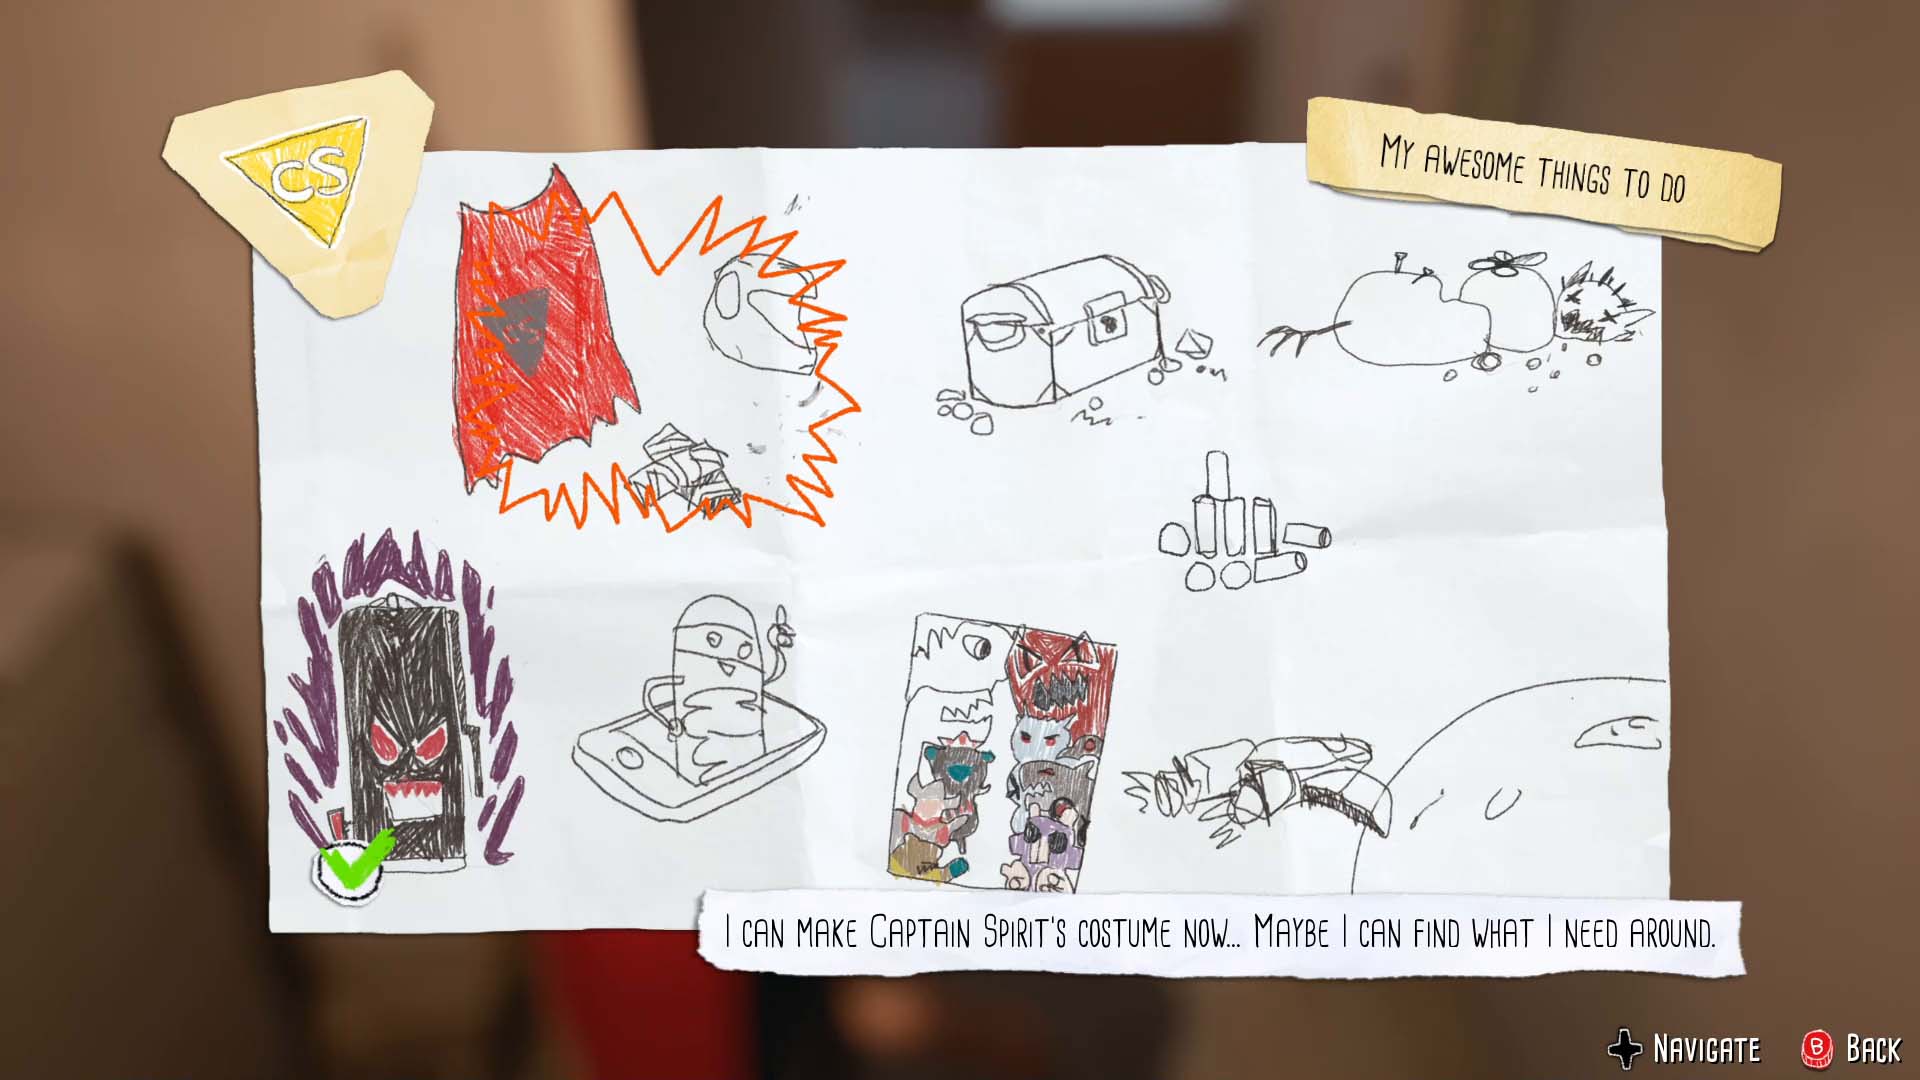 CS
My awesome things to do
I can make Captain Spirit's costume now... Maybe I can find what I need around.
Navigate
B Back